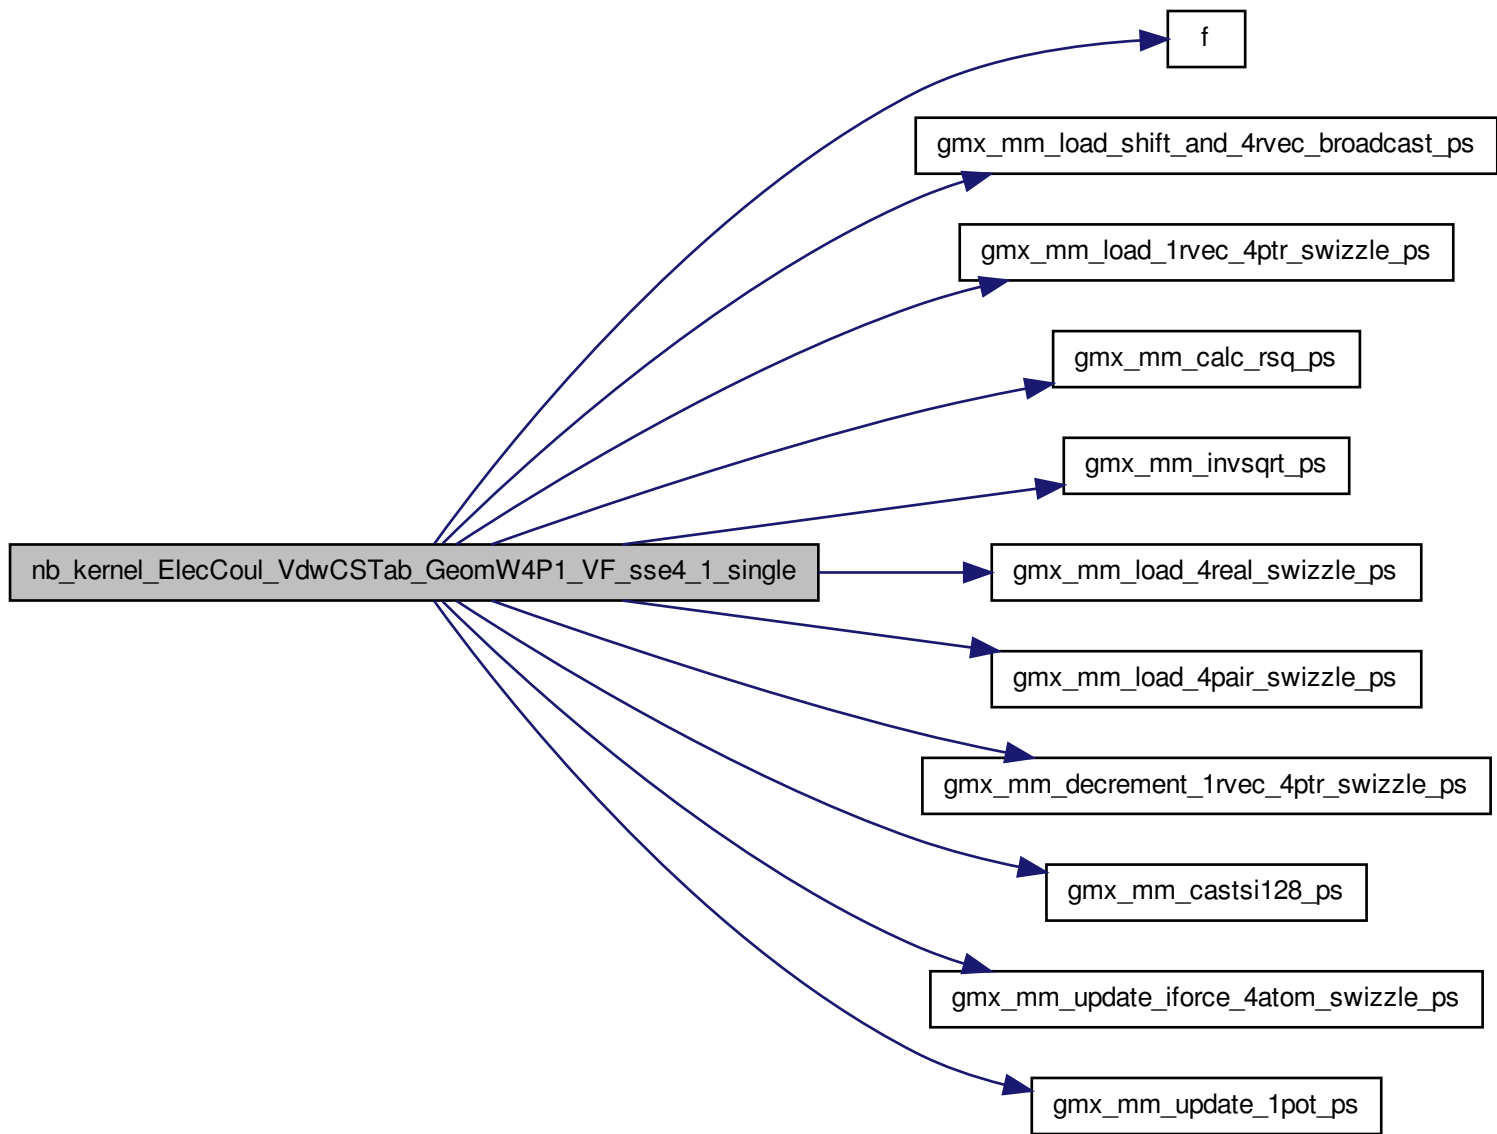 f
gmx_mm_load_shift_and_4rvec_broadcast_ps
gmx_mm_load_1rvec_4ptr_swizzle_ps
gmx_mm_calc_rsq_ps
gmx_mm_invsqrt_ps
nb_kernel_ElecCoul_VdwCSTab_GeomW4P1_VF_sse4_1_single
gmx_mm_load_4real_swizzle_ps
gmx_mm_load_4pair_swizzle_ps
gmx_mm_decrement_1rvec_4ptr_swizzle_ps
gmx_mm_castsi128_ps
gmx_mm_update_iforce_4atom_swizzle_ps
gmx_mm_update_1pot_ps